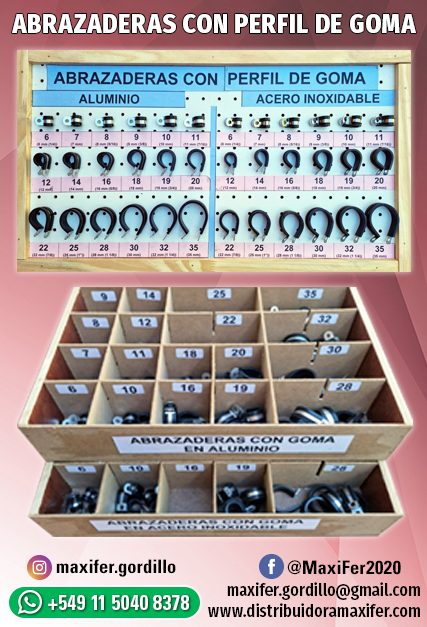 ABRAZADERAS CON PERFIL DE GOMA
ABRAZADERAS CON PERFIL DE GOMA
ALUMINIO ACERO INOXIDABLE
6 7 8 9 10 11 6 7 8 9 10 11
12 14 16 18 19 20 12 14 16 18 19 20
22 25 28 30 32 35 22 25 28 30 32 35
9 14 25 35
8 12 22 32
7 11 18 20 30
6 10 16 19 28
ABRAZADERAS CON GOMA
EN ALUMINIO
6 10 16 19 28
ABRAZADERAS CON GOMA
EN ACERO INOXIDABLE
maxifer.gordillo @MaxiFer2020
maxifer.gordillo@gmail.com
+549 11 5040 8378 www.distribuidoramaxifer.com